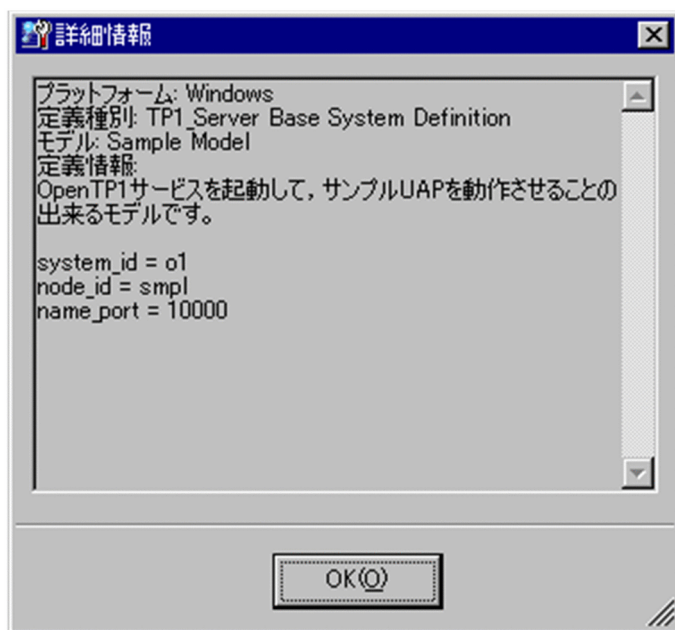 詳細情報
プラットフォーム: Windows
定義種別: TP1_Server Base System Definition
モデル: Sample Model
定義情報:
OpenTP1サービスを起動して，サンプルUAPを動作させることの
出来るモデルです。
system_id = o1
node_id = smpl
name_port = 10000
OK(O)